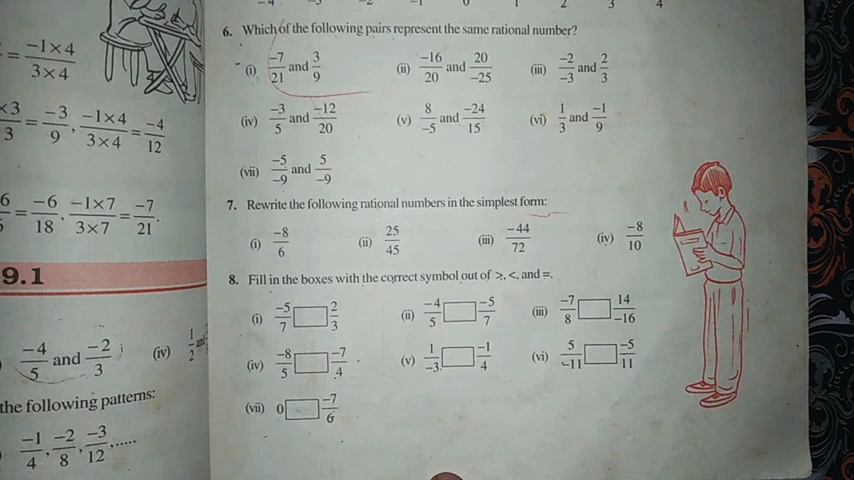 = -1×4/3×4
×3/3 = -3/9, -1×4/3×4 = -4/12
= -6/18, -1×7/3×7 = -7/21.
9.1
-4/5 and -2/3 (iv) 1/2
the following patterns:
-1/4, -2/8, -3/12, .....
0 1 2 3 4
6. Which of the following pairs represent the same rational number?
(i) -7/21 and 3/9 (ii) -16/20 and 20/-25 (iii) -2/-3 and 2/3
(iv) -3/5 and -12/20 (v) 8/-5 and -24/15 (vi) 1/3 and -1/9
(vii) -5/-9 and 5/-9
7. Rewrite the following rational numbers in the simplest form:
(i) -8/6 (ii) 25/45 (iii) -44/72 (iv) -8/10
8. Fill in the boxes with the correct symbol out of >, <, and =.
(i) -5/7 □ 2/3 (ii) -4/5 □ -5/7 (iii) -7/8 □ 14/-16
(iv) -8/5 □ -7/4 (v) 1/-3 □ -1/4 (vi) 5/-11 □ -5/11
(vii) 0 □ -7/6